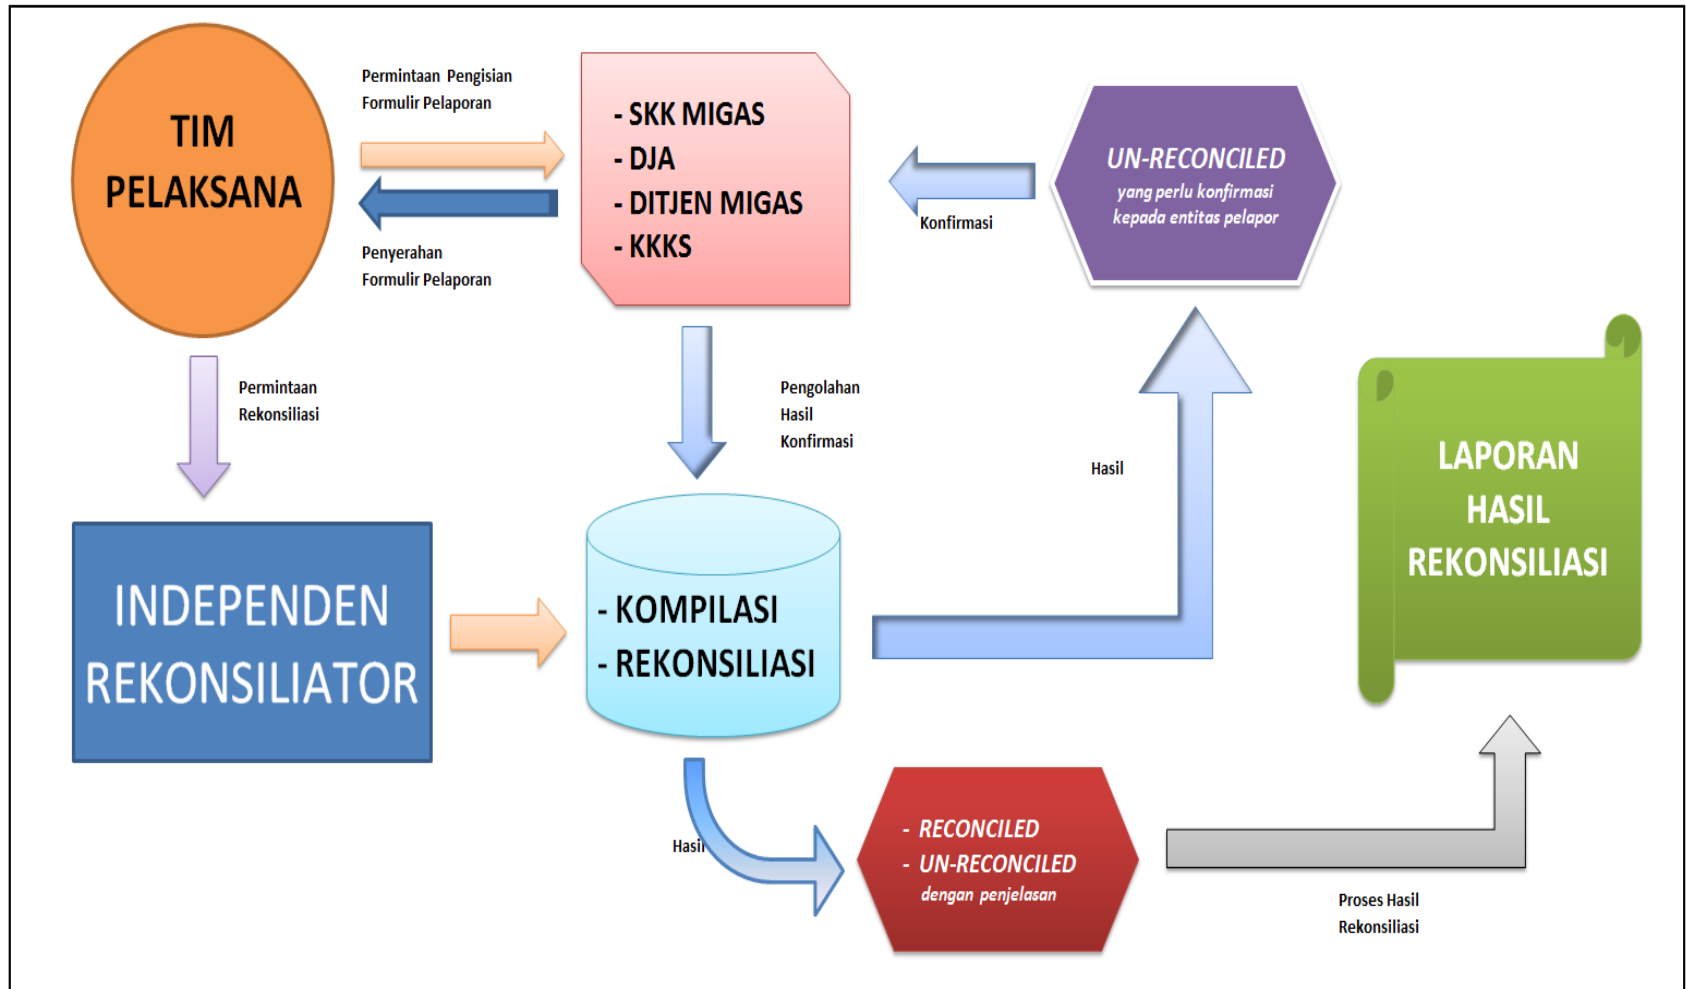 TIM
PELAKSANA
Permintaan Pengisian
Formulir Pelaporan
Penyerahan
Formulir Pelaporan
- SKK MIGAS
- DJA
- DITJEN MIGAS
- KKKS
Konfirmasi
UN-RECONCILED
yang perlu konfirmasi
kepada entitas pelapor
Permintaan
Rekonsiliasi
Pengolahan
Hasil
Konfirmasi
Hasil
LAPORAN
HASIL
REKONSILIASI
INDEPENDEN
REKONSILIATOR
- KOMPILASI
- REKONSILIASI
Hasil
- RECONCILED
- UN-RECONCILED
dengan penjelasan
Proses Hasil
Rekonsiliasi